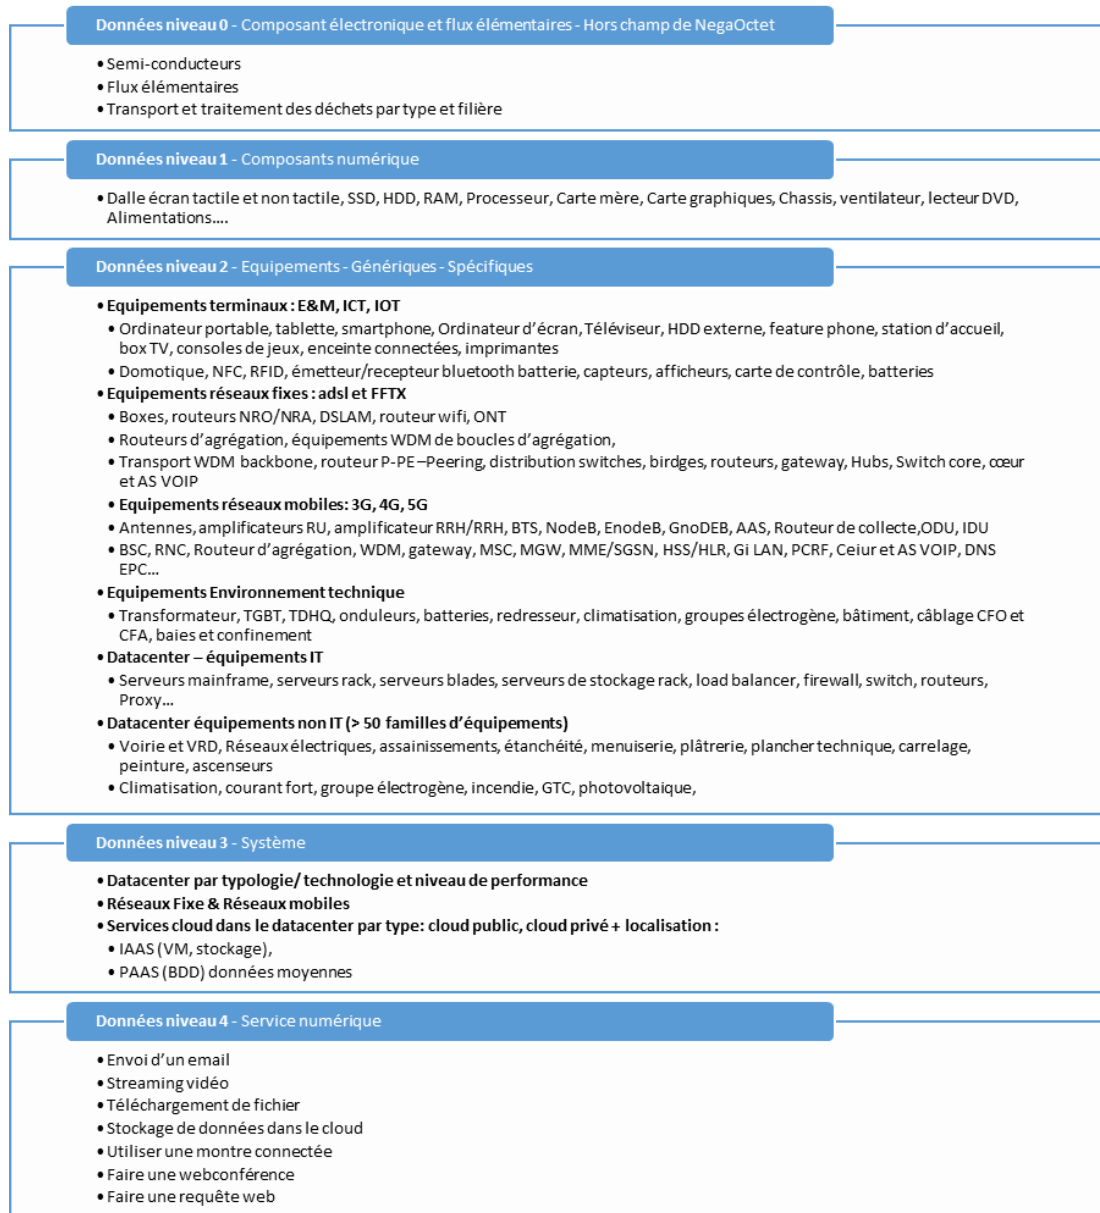 Données niveau 0 - Composant électronique et flux élémentaires - Hors champ de NegaOctet
• Semi-conducteurs
• Flux élémentaires
• Transport et traitement des déchets par type et filière
Données niveau 1 - Composants numérique
• Dalle écran tactile et non tactile, SSD, HDD, RAM, Processeur, Carte mère, Carte graphiques, Chassis, ventilateur, lecteur DVD,
Alimentations....
Données niveau 2 - Equipements - Génériques - Spécifiques
• Equipements terminaux : E&M, ICT, IOT
• Ordinateur portable, tablette, smartphone, Ordinateur d'écran, Téléviseur, HDD externe, feature phone, station d'accueil,
box TV, consoles de jeux, enceinte connectées, imprimantes
• Domotique, NFC, RFID, émetteur/recepteur bluetooth batterie, capteurs, afficheurs, carte de contrôle, batteries
• Equipements réseaux fixes : adsl et FFTX
• Boxes, routeurs NRO/NRA, DSLAM, routeur wifi, ONT
• Routeurs d'agrégation, équipements WDM de boucles d'agrégation,
• Transport WDM backbone, routeur P-PE –Peering, distribution switches, birdges, routeurs, gateway, Hubs, Switch core, cœur
et AS VOIP
• Equipements réseaux mobiles: 3G, 4G, 5G
• Antennes, amplificateurs RU, amplificateur RRH/RRH, BTS, NodeB, EnodeB, GnoDEB, AAS, Routeur de collecte,ODU, IDU
• BSC, RNC, Routeur d'agrégation, WDM, gateway, MSC, MGW, MME/SGSN, HSS/HLR, Gi LAN, PCRF, Ceiur et AS VOIP, DNS
EPC...
• Equipements Environnement technique
• Transformateur, TGBT, TDHQ, onduleurs, batteries, redresseur, climatisation, groupes électrogène, bâtiment, câblage CFO et
CFA, baies et confinement
• Datacenter – équipements IT
• Serveurs mainframe, serveurs rack, serveurs blades, serveurs de stockage rack, load balancer, firewall, switch, routeurs,
Proxy...
• Datacenter équipements non IT (> 50 familles d'équipements)
• Voirie et VRD, Réseaux électriques, assainissements, étanchéité, menuiserie, plâtrerie, plancher technique, carrelage,
peinture, ascenseurs
• Climatisation, courant fort, groupe électrogène, incendie, GTC, photovoltaique,
Données niveau 3 - Système
• Datacenter par typologie/ technologie et niveau de performance
• Réseaux Fixe & Réseaux mobiles
• Services cloud dans le datacenter par type: cloud public, cloud privé + localisation :
• IAAS (VM, stockage),
• PAAS (BDD) données moyennes
Données niveau 4 - Service numérique
• Envoi d'un email
• Streaming vidéo
• Téléchargement de fichier
• Stockage de données dans le cloud
• Utiliser une montre connectée
• Faire une webconférence
• Faire une requête web